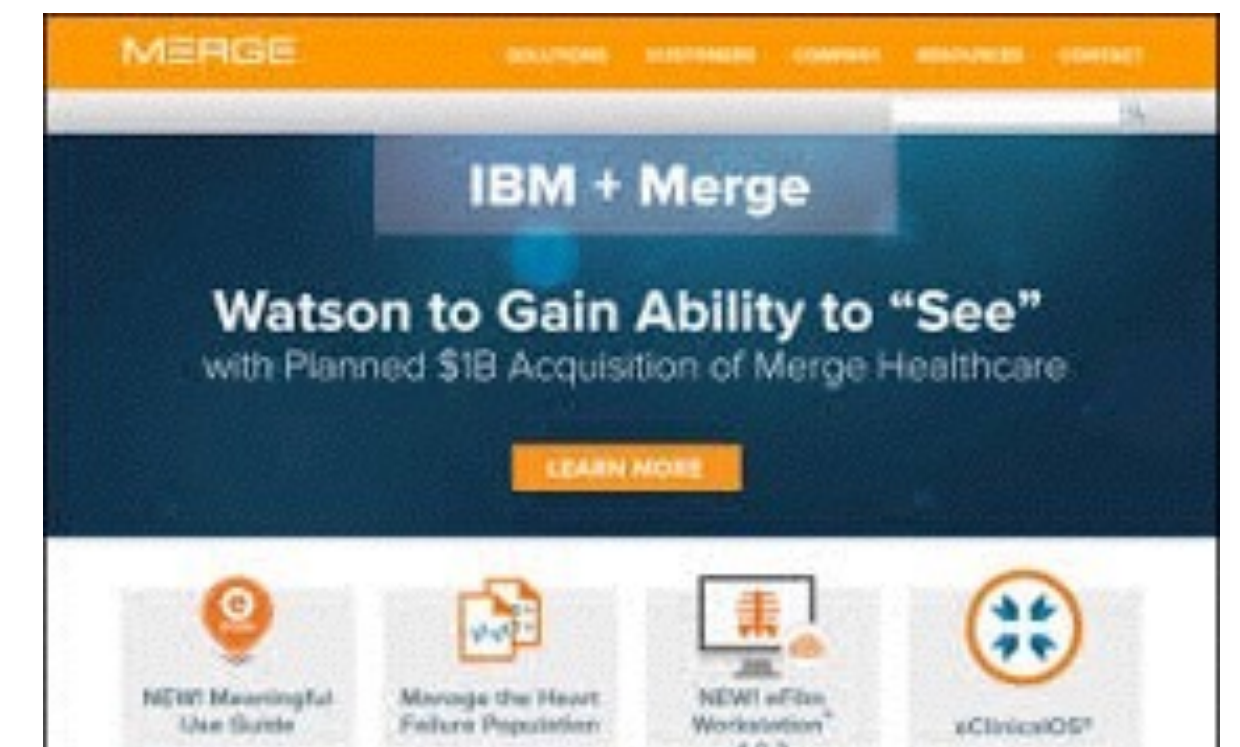 MERGE
SOLUTIONS CUSTOMERS COMPANY RESOURCES CONTACT
IBM + Merge
Watson to Gain Ability to “See”
with Planned $1B Acquisition of Merge Healthcare
LEARN MORE
NEW! Meaningful
Use Guide
Manage the Heart
Failure Population
NEW! eFilm
Workstation®
eClinicalOS®